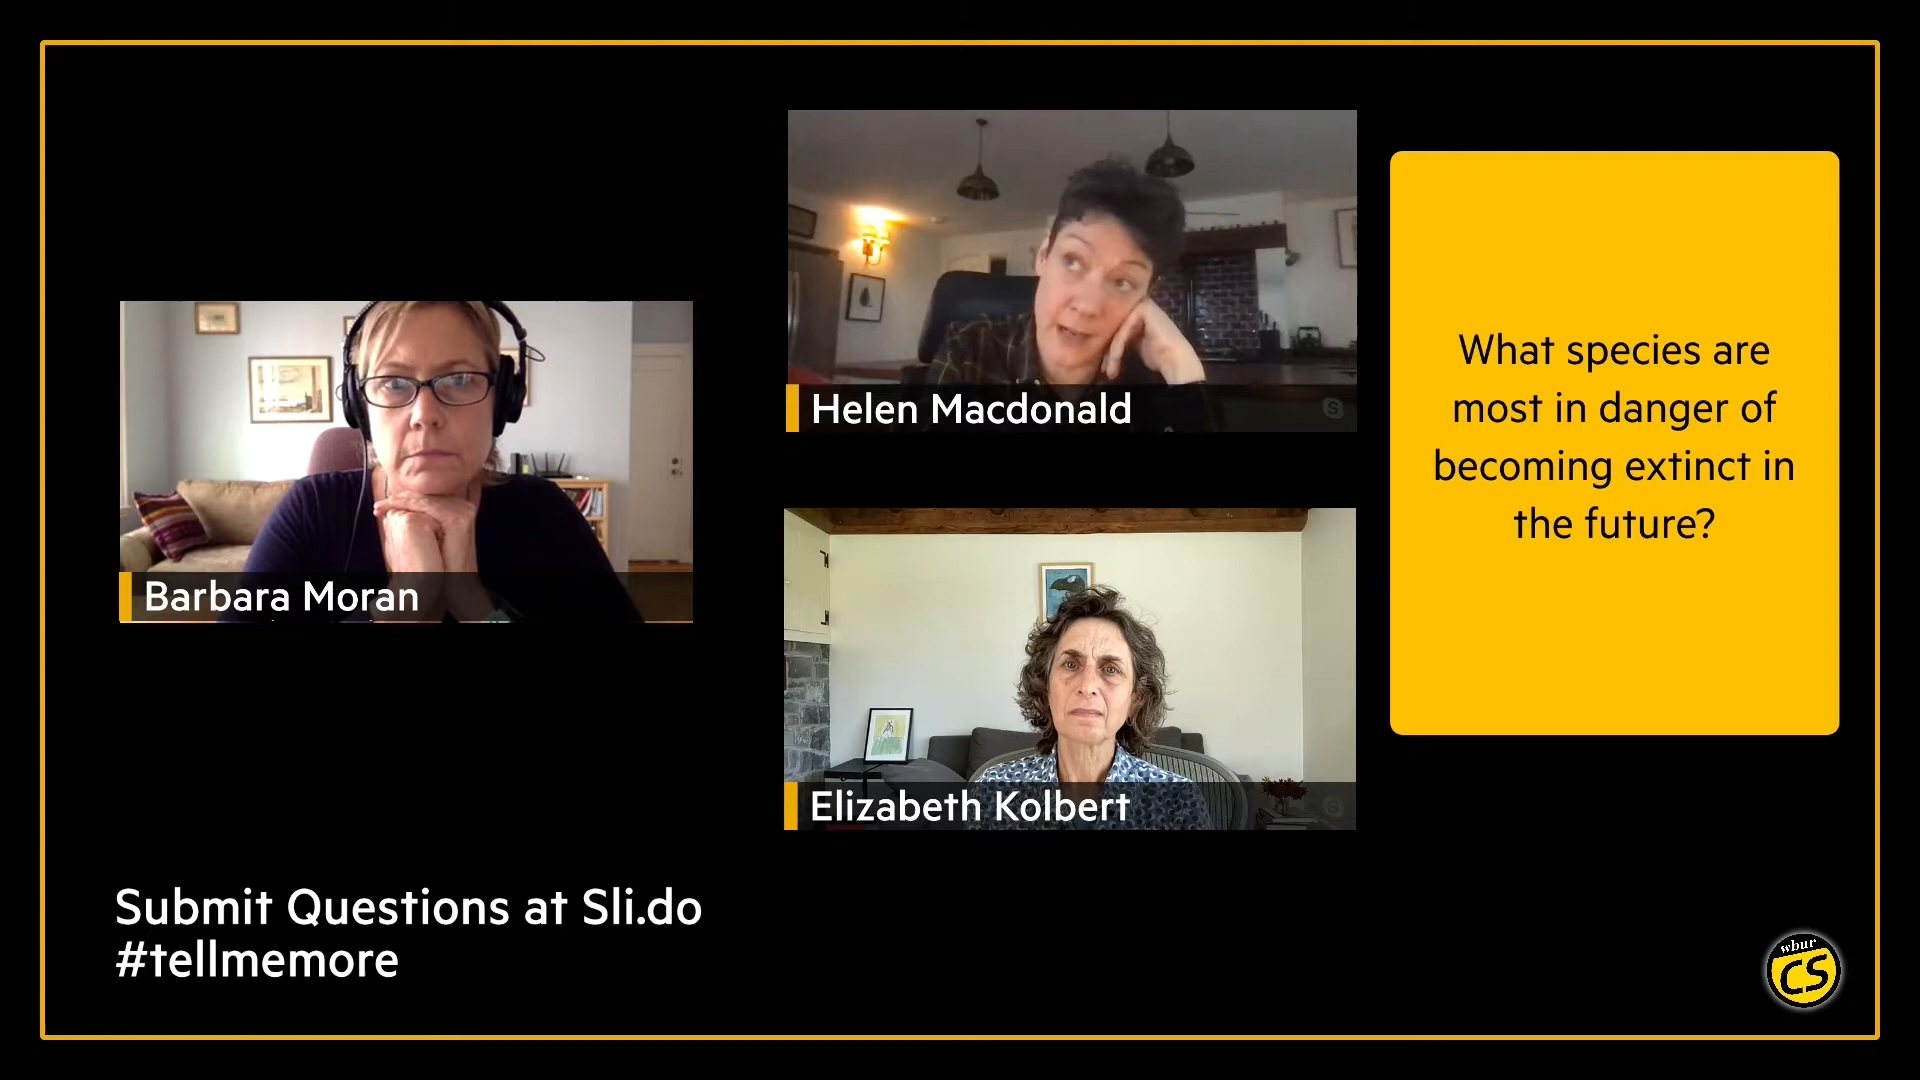 Helen Macdonald
What species are
most in danger of
becoming extinct in
the future?
Barbara Moran
Elizabeth Kolbert
Submit Questions at Sli.do
#tellmemore
wbur
CS